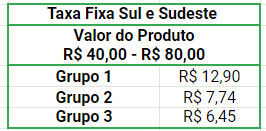 Taxa Fixa Sul e Sudeste
Valor do Produto
R$ 40,00 - R$ 80,00
Grupo 1 R$ 12,90
Grupo 2 R$ 7,74
Grupo 3 R$ 6,45